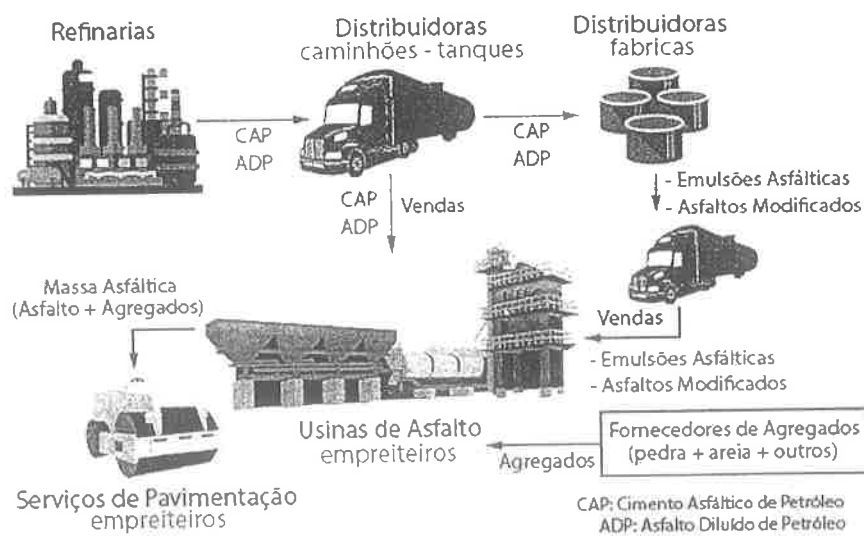 Refinarias
Distribuidoras
caminhões - tanques
Distribuidoras
fabricas
CAP
ADP
CAP
ADP
CAP
ADP
Vendas
- Emulsões Asfálticas
- Asfaltos Modificados
Massa Asfáltica
(Asfalto + Agregados)
Vendas
- Emulsões Asfálticas
- Asfaltos Modificados
Usinas de Asfalto
empreiteiros
Agregados
Fornecedores de Agregados
(pedra + areia + outros)
Serviços de Pavimentação
empreiteiros
CAP: Cimento Asfáltico de Petróleo
ADP: Asfalto Diluído de Petróleo